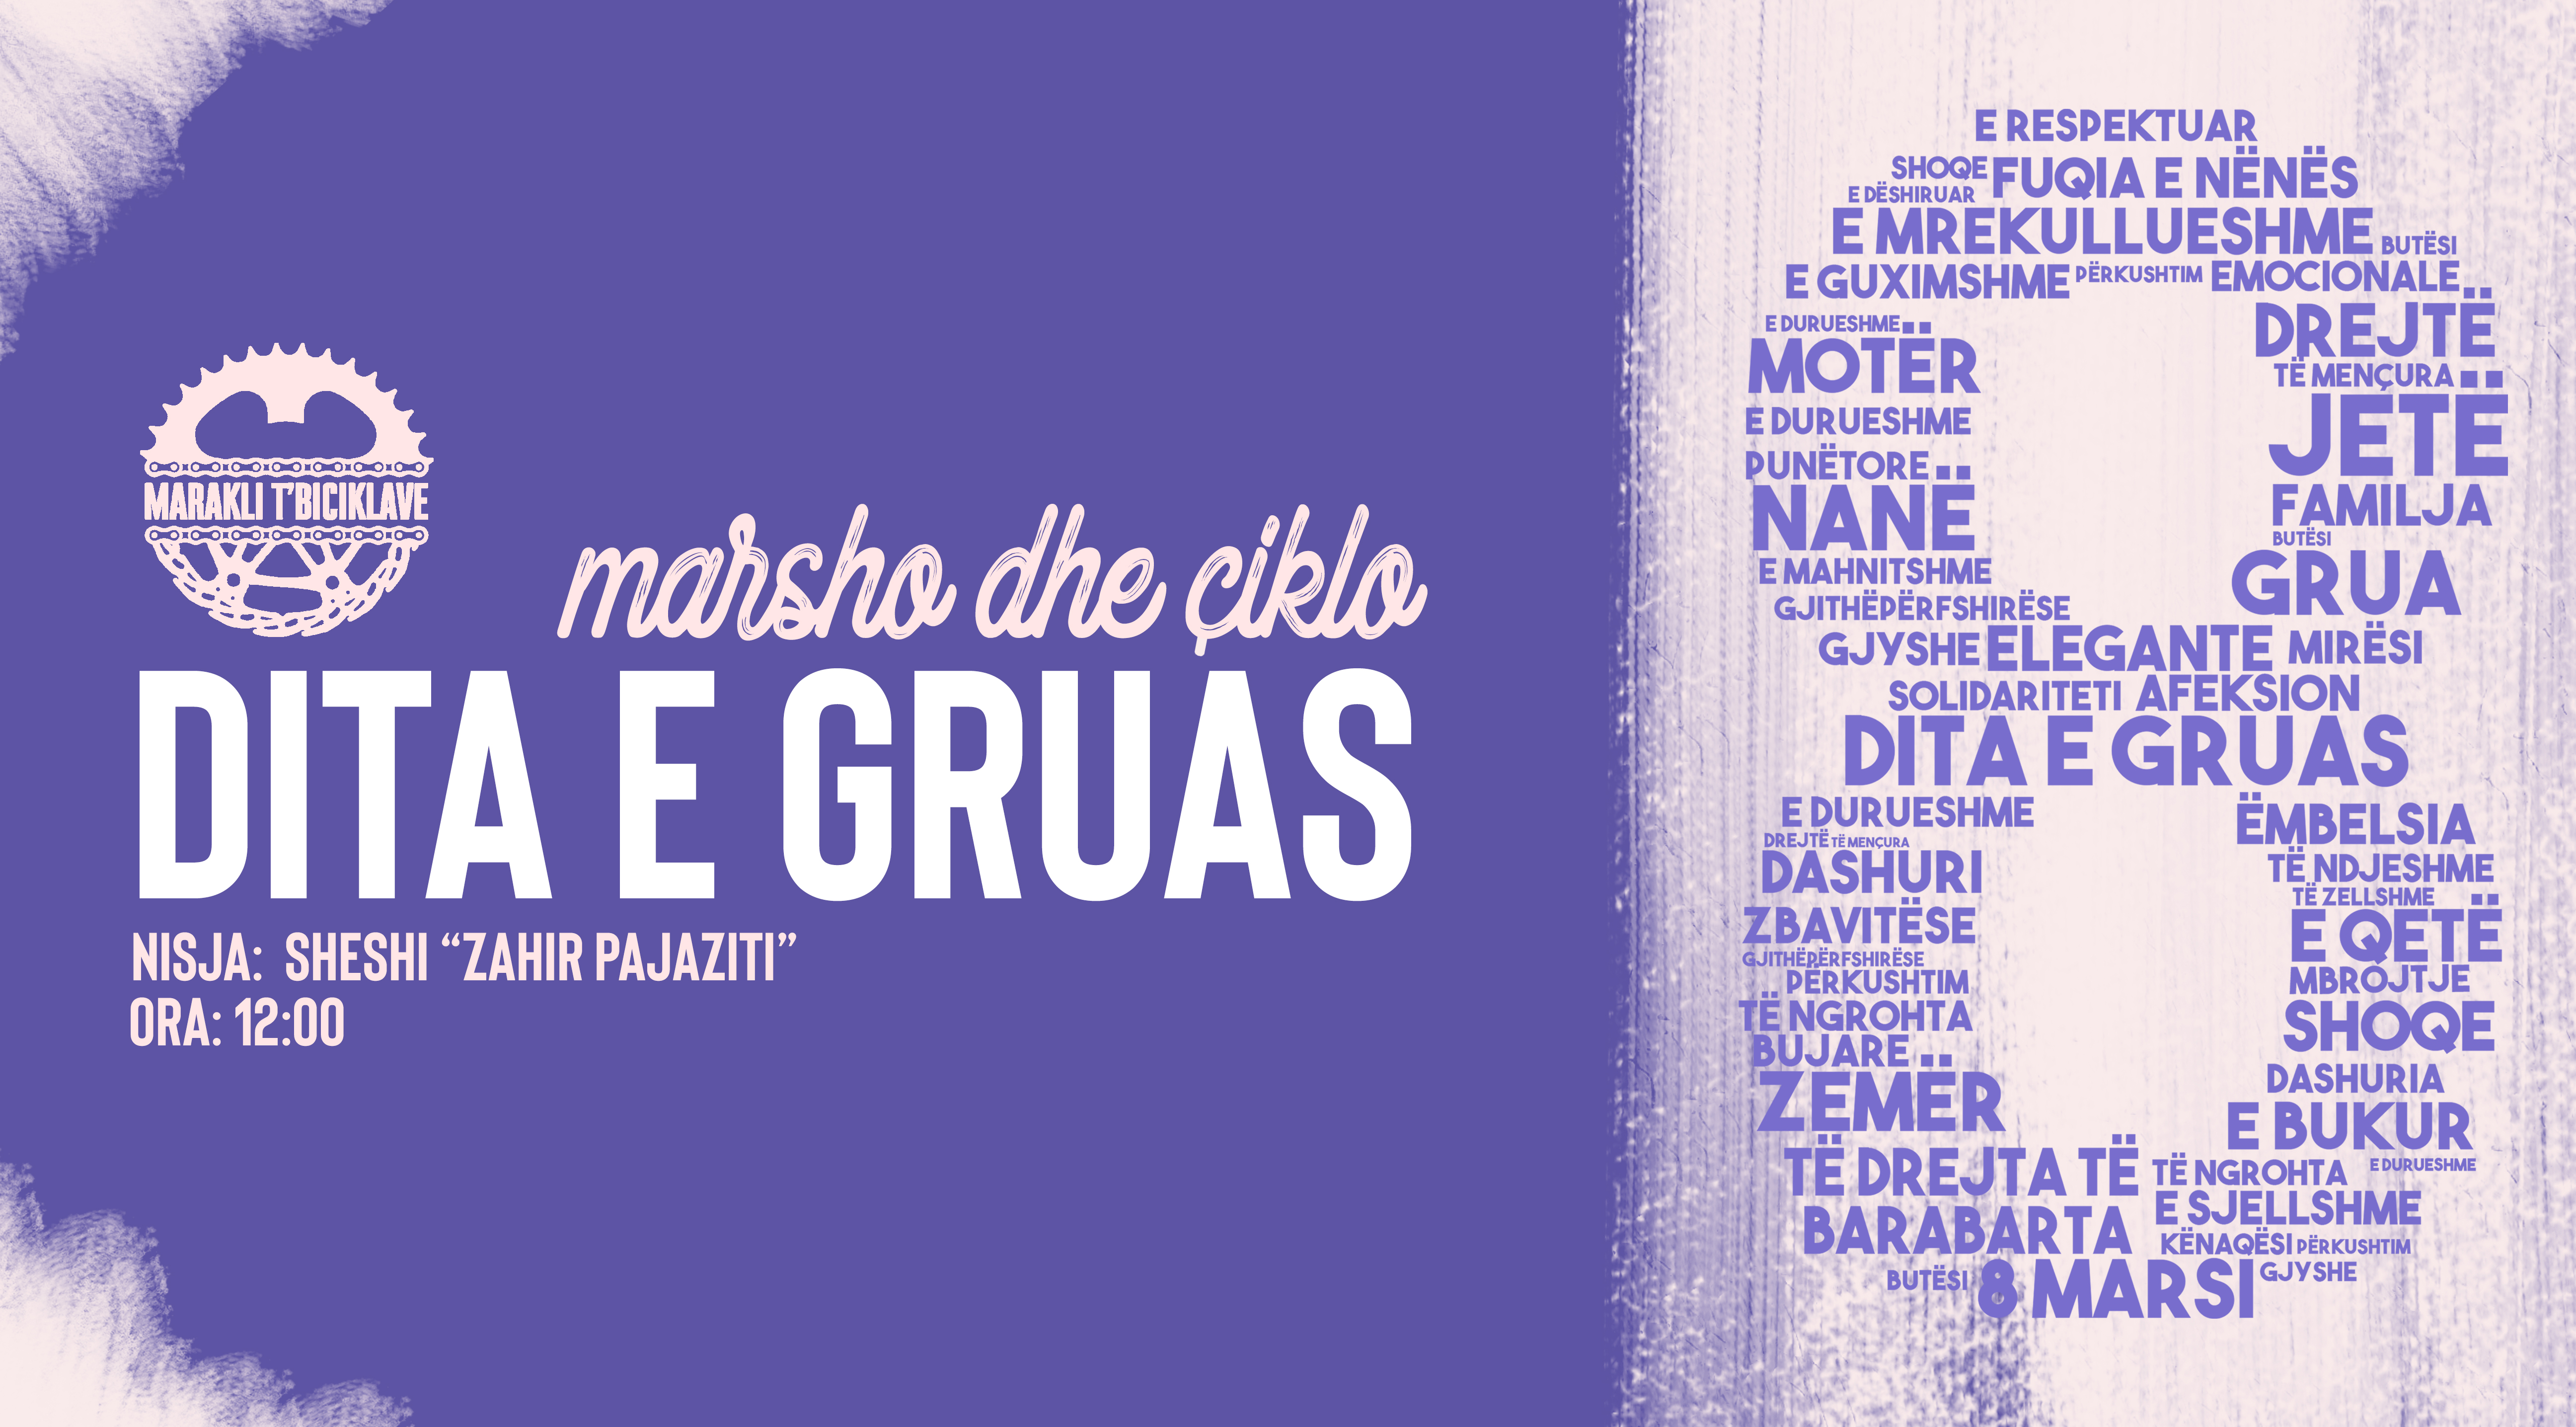 MARAKLI T'BICIKLAVE
marsho dhe çiklo
DITA E GRUAS
NISJA: SHESHI “ZAHIR PAJAZITI”
ORA: 12:00
E RESPEKTUAR
SHOQE FUQIA E NËNËS
E DËSHIRUAR
E MREKULLUESHME BUTËSI
E GUXIMSHME PËRKUSHTIM EMOCIONALE
E DURUESHME
MOTËR
E DURUESHME
PUNËTORE
NANË
E MAHNITSHME
GJITHËPËRFSHIRËSE
DREJTË
TË MENÇURA
JETË
FAMILJA
BUTËSI
GRUA
GJYSHE ELEGANTE MIRËSI
SOLIDARITETI AFEKSION
DITA E GRUAS
E DURUESHME
DREJTË TË MENÇURA
DASHURI
ZBAVITËSE
GJITHËPËRFSHIRËSE
PËRKUSHTIM
TË NGROHTA
BUJARE
ZEMËR
ËMBELSIA
TË NDJESHME
TË ZELLSHME
E QETË
MBROJTJE
SHOQE
DASHURIA
E BUKUR
TË DREJTA TË TË NGROHTA E DURUESHME
BARABARTA E SJELLSHME
KËNAQËSI PËRKUSHTIM
BUTËSI 8 MARSI GJYSHE